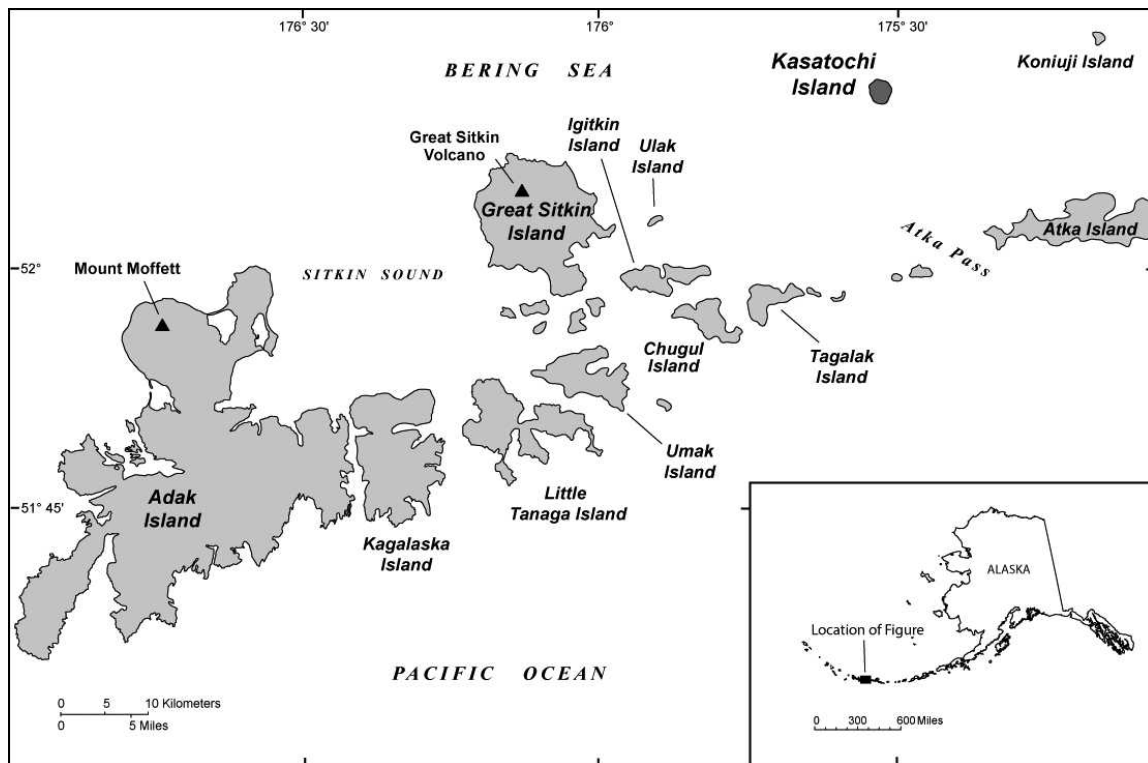 176° 30'
176°
175° 30'
BERING SEA
Kasatochi
Island
Koniuji Island
Great Sitkin
Volcano
Igitkin
Island
Ulak
Island
Great Sitkin
Island
Atka Island
Atka Pass
52°
Mount Moffett
SITKIN SOUND
Chugul
Island
Tagalak
Island
Umak
Island
51° 45'
Adak
Island
Little
Tanaga Island
Kagalaska
Island
ALASKA
Location of Figure
PACIFIC OCEAN
0 5 10 Kilometers
0 5 Miles
0 300 600 Miles